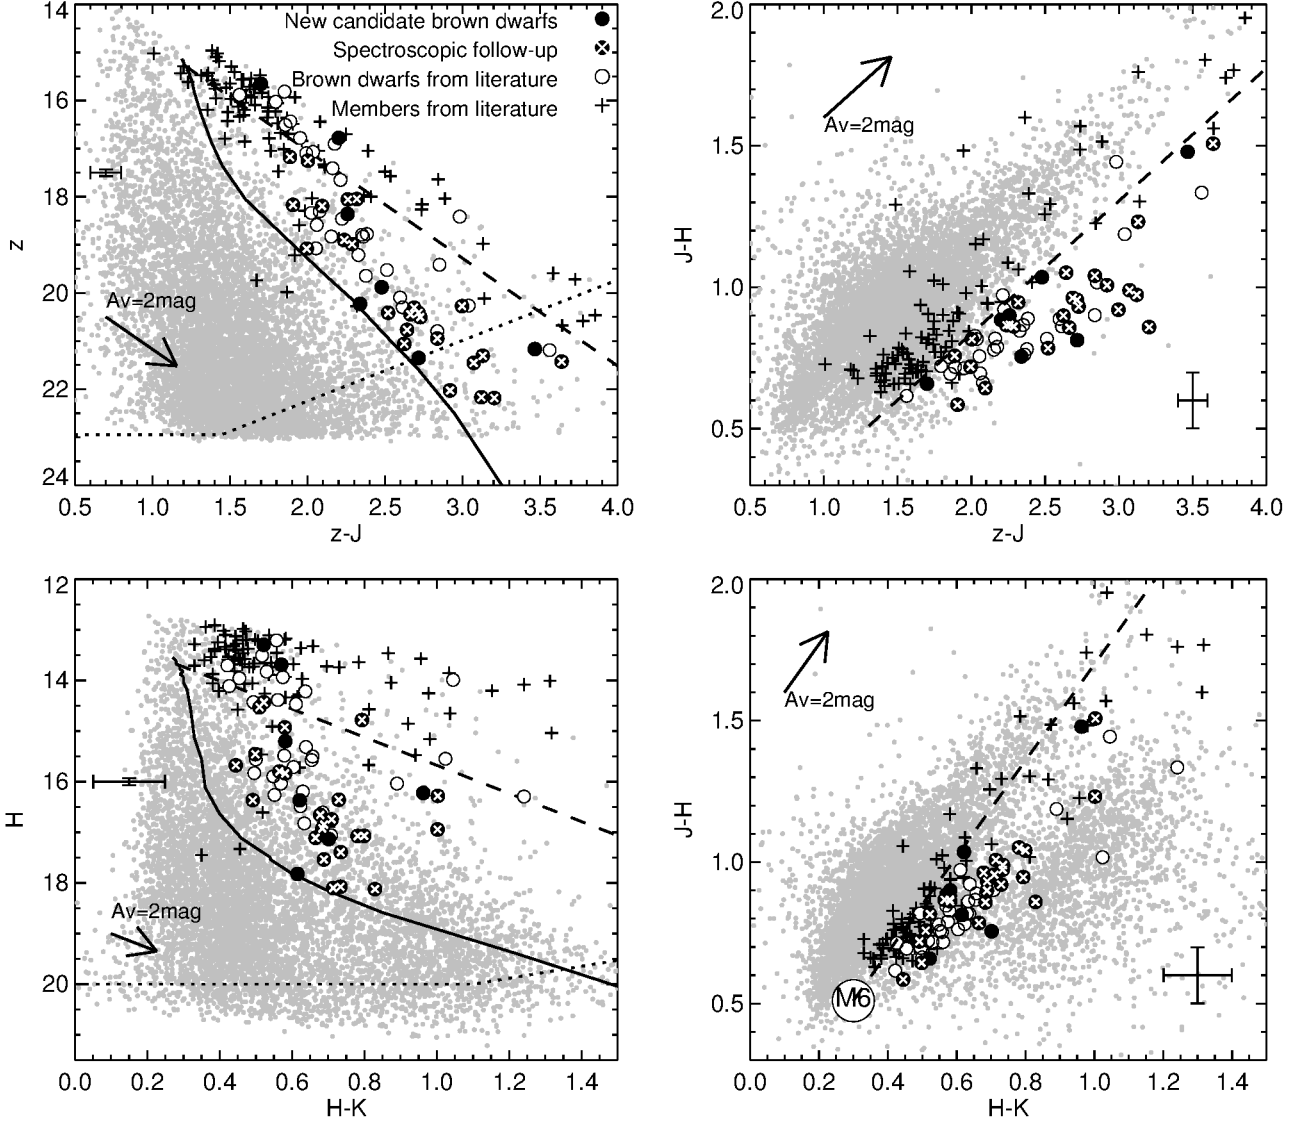 14
16
18
20
22
24
z
New candidate brown dwarfs
Spectroscopic follow-up
Brown dwarfs from literature
Members from literature
Av=2mag
0.5 1.0 1.5 2.0 2.5 3.0 3.5 4.0
z-J
2.0
1.5
1.0
0.5
J-H
Av=2mag
0.5 1.0 1.5 2.0 2.5 3.0 3.5 4.0
z-J
12
14
16
18
20
H
Av=2mag
0.0 0.2 0.4 0.6 0.8 1.0 1.2 1.4
H-K
2.0
1.5
1.0
0.5
J-H
Av=2mag
M6
0.0 0.2 0.4 0.6 0.8 1.0 1.2 1.4
H-K